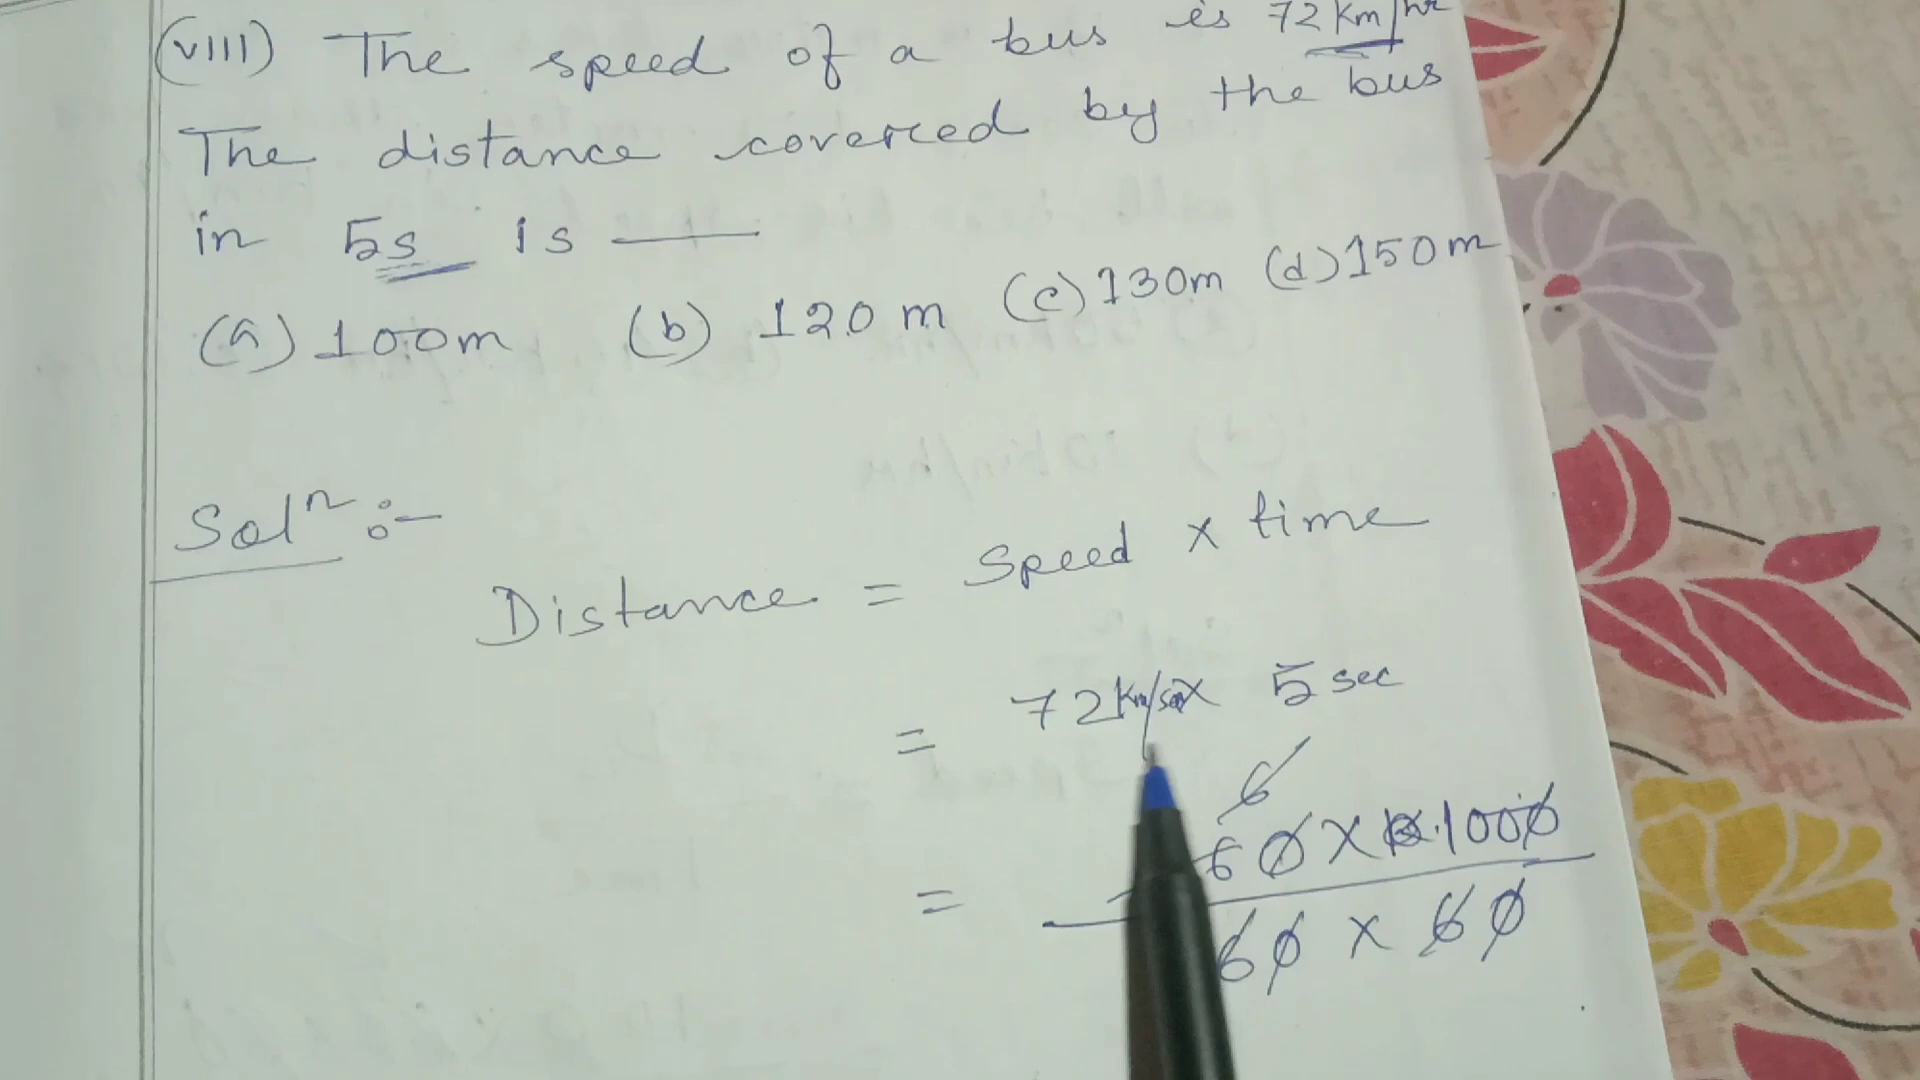 (viii) The speed of a bus is 72 km/hr
The distance covered by the bus
in 5s is —
(a) 100m (b) 120 m (c) 130m (d) 150m
Solⁿ :-
Distance = Speed x time
= 72 km/ x 5 sec
6
= 60 x 1000
60 x 60